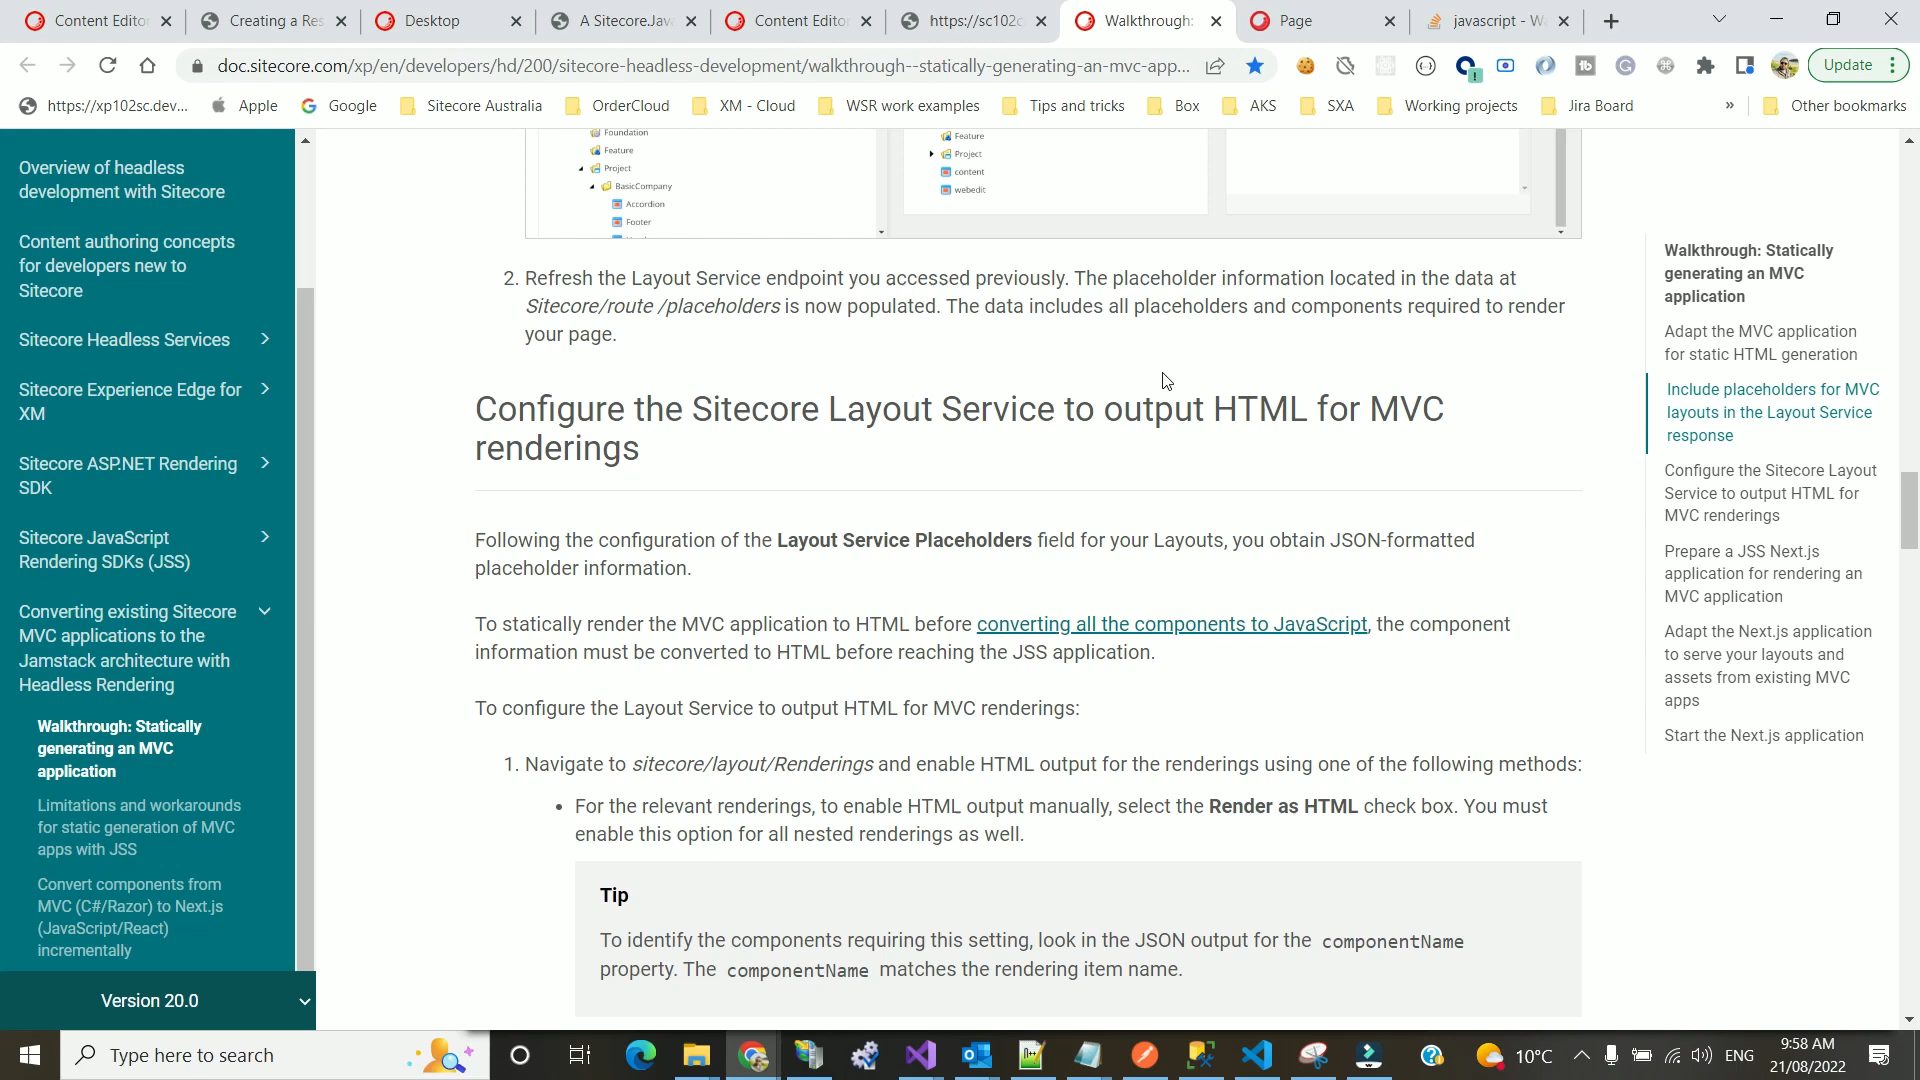 Content Editor
Creating a Res
Desktop
A Sitecore.Java
Content Editor
https://sc102c
Walkthrough:
Page
javascript - W
doc.sitecore.com/xp/en/developers/hd/200/sitecore-headless-development/walkthrough--statically-generating-an-mvc-app...
Update
https://xp102sc.dev...
Apple
Google
Sitecore Australia
OrderCloud
XM - Cloud
WSR work examples
Tips and tricks
Box
AKS
SXA
Working projects
Jira Board
»
Other bookmarks
Overview of headless
development with Sitecore
Content authoring concepts
for developers new to
Sitecore
Sitecore Headless Services
Sitecore Experience Edge for
XM
Sitecore ASP.NET Rendering
SDK
Sitecore JavaScript
Rendering SDKs (JSS)
Converting existing Sitecore
MVC applications to the
Jamstack architecture with
Headless Rendering
Walkthrough: Statically
generating an MVC
application
Limitations and workarounds
for static generation of MVC
apps with JSS
Convert components from
MVC (C#/Razor) to Next.js
(JavaScript/React)
incrementally
Version 20.0
Foundation
Feature
Project
BasicCompany
Accordion
Footer
Feature
Project
content
webedit
2. Refresh the Layout Service endpoint you accessed previously. The placeholder information located in the data at
Sitecore/route /placeholders is now populated. The data includes all placeholders and components required to render
your page.
Configure the Sitecore Layout Service to output HTML for MVC
renderings
Following the configuration of the Layout Service Placeholders field for your Layouts, you obtain JSON-formatted
placeholder information.
To statically render the MVC application to HTML before converting all the components to JavaScript, the component
information must be converted to HTML before reaching the JSS application.
To configure the Layout Service to output HTML for MVC renderings:
1. Navigate to sitecore/layout/Renderings and enable HTML output for the renderings using one of the following methods:
• For the relevant renderings, to enable HTML output manually, select the Render as HTML check box. You must
enable this option for all nested renderings as well.
Tip
To identify the components requiring this setting, look in the JSON output for the componentName
property. The componentName matches the rendering item name.
Walkthrough: Statically
generating an MVC
application
Adapt the MVC application
for static HTML generation
Include placeholders for MVC
layouts in the Layout Service
response
Configure the Sitecore Layout
Service to output HTML for
MVC renderings
Prepare a JSS Next.js
application for rendering an
MVC application
Adapt the Next.js application
to serve your layouts and
assets from existing MVC
apps
Start the Next.js application
Type here to search
10°C
ENG
9:58 AM
21/08/2022